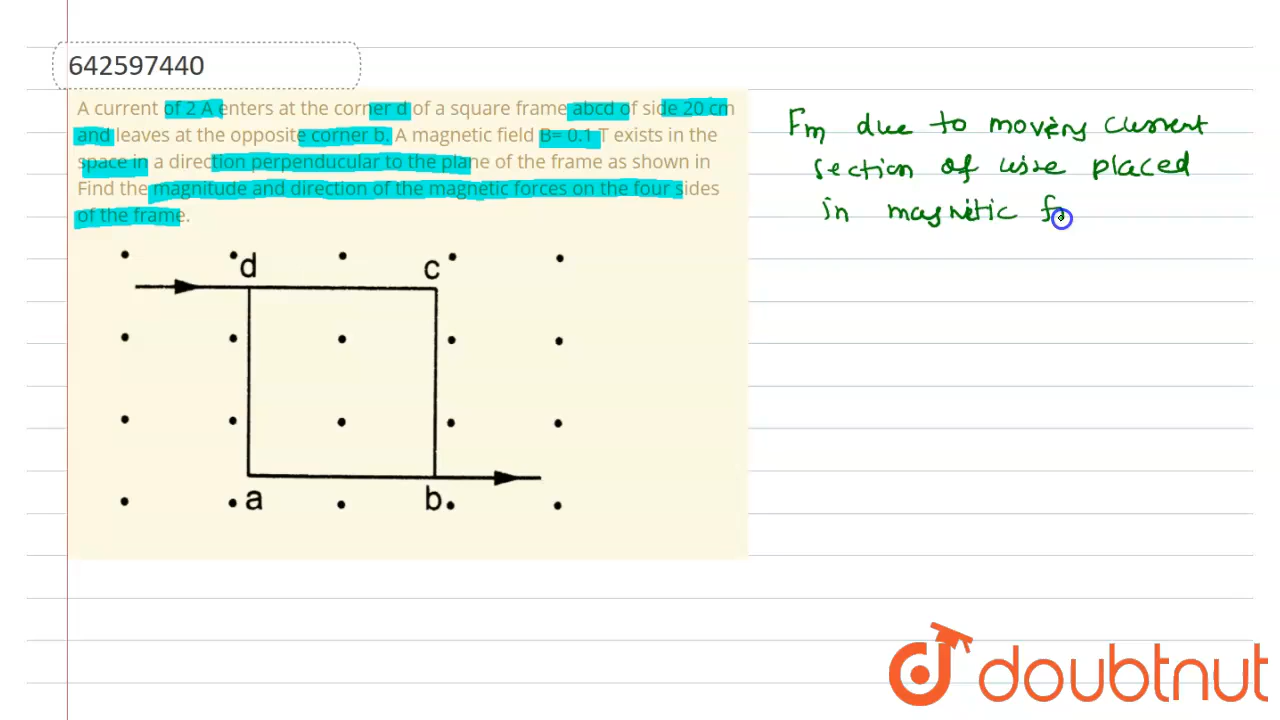 642597440
A current of 2 A enters at the corner d of a square frame abcd of side 20 cm
and leaves at the opposite corner b. A magnetic field B= 0.1 T exists in the
space in a direction perpenducular to the plane of the frame as shown in
Find the magnitude and direction of the magnetic forces on the four sides
of the frame.
Fm due to moving current
section of wire placed
in magnetic
d c
a b
doubtnut